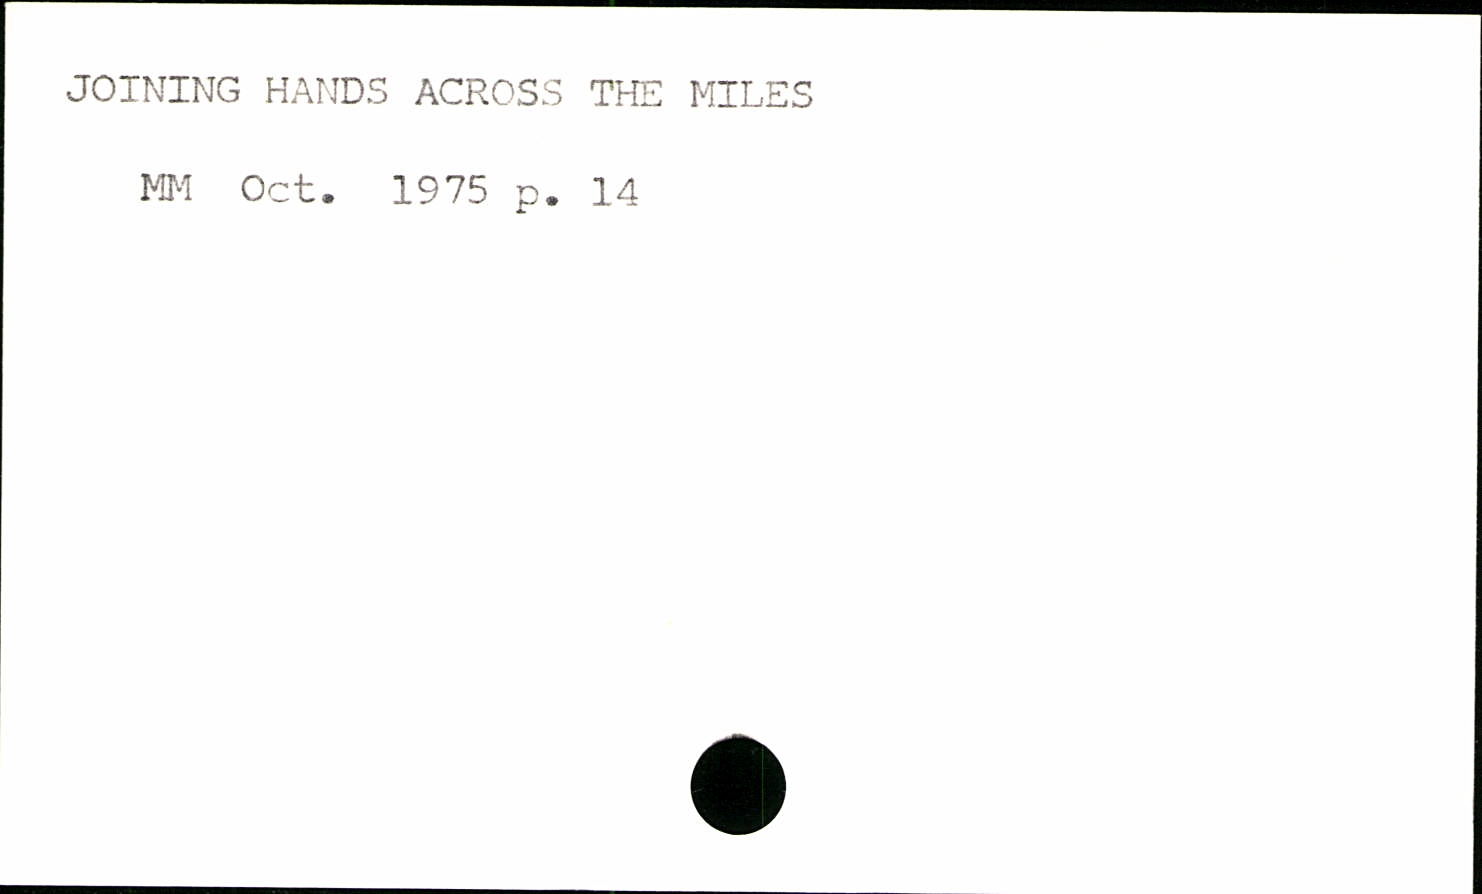 JOINING HANDS ACROSS THE MILES
MM Oct. 1975 p. 14